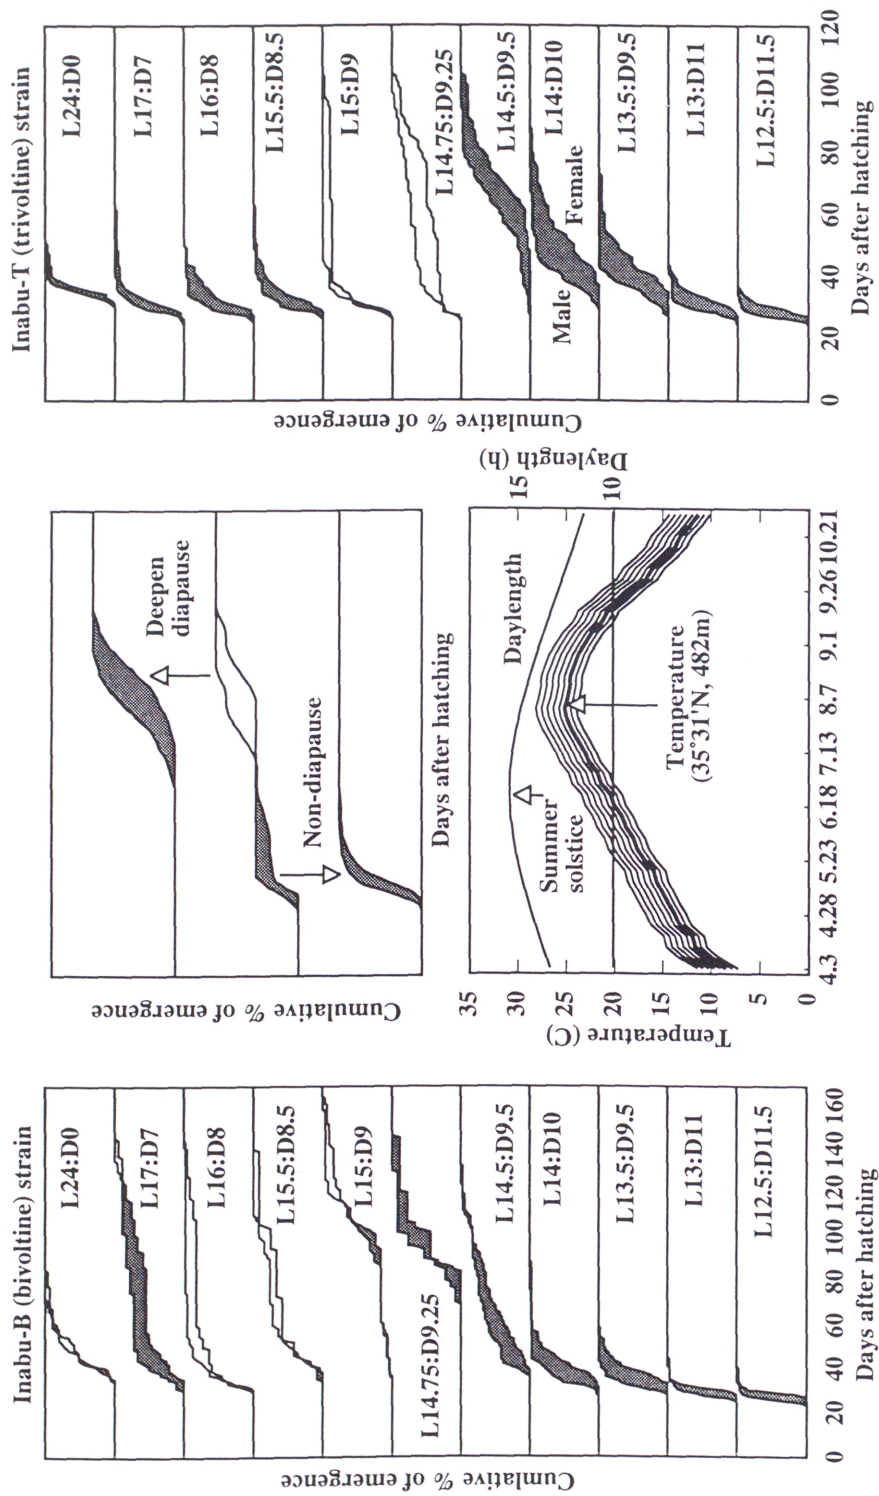 Inabu-B (bivoltine) strain
Cumulative % of emergence
L24:D0
L17:D7
L16:D8
L15.5:D8.5
L15:D9
L14.75:D9.25
L14.5:D9.5
L14:D10
L13.5:D9.5
L13:D11
L12.5:D11.5
0 20 40 60 80 100 120 140 160
Days after hatching
Cumulative % of emergence
Deepen
diapause
Non-diapause
Days after hatching
Temperature (C)
35
30
25
20
15
10
5
0
Daylength (h)
15
10
Daylength
Summer
solstice
Temperature
(35°31'N, 482m)
4.3 4.28 5.23 6.18 7.13 8.7 9.1 9.26 10.21
Inabu-T (trivoltine) strain
Cumulative % of emergence
L24:D0
L17:D7
L16:D8
L15.5:D8.5
L15:D9
L14.75:D9.25
L14.5:D9.5
L14:D10
Male
Female
L13.5:D9.5
L13:D11
L12.5:D11.5
0 20 40 60 80 100 120
Days after hatching